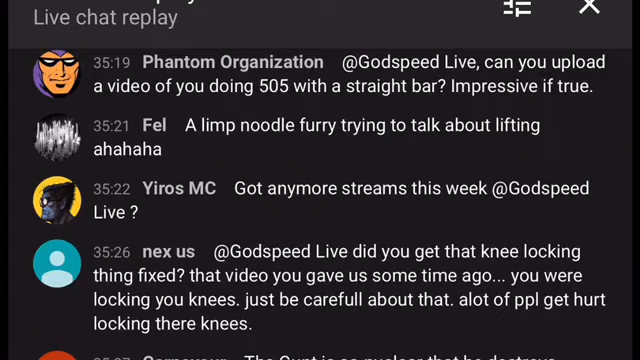 Live chat replay
35:19 Phantom Organization @Godspeed Live, can you upload
a video of you doing 505 with a straight bar? Impressive if true.
35:21 Fel A limp noodle furry trying to talk about lifting
ahahaha
35:22 Yiros MC Got anymore streams this week @Godspeed
Live ?
35:26 nex us @Godspeed Live did you get that knee locking
thing fixed? that video you gave us some time ago... you were
locking you knees. just be carefull about that. alot of ppl get hurt
locking there knees.